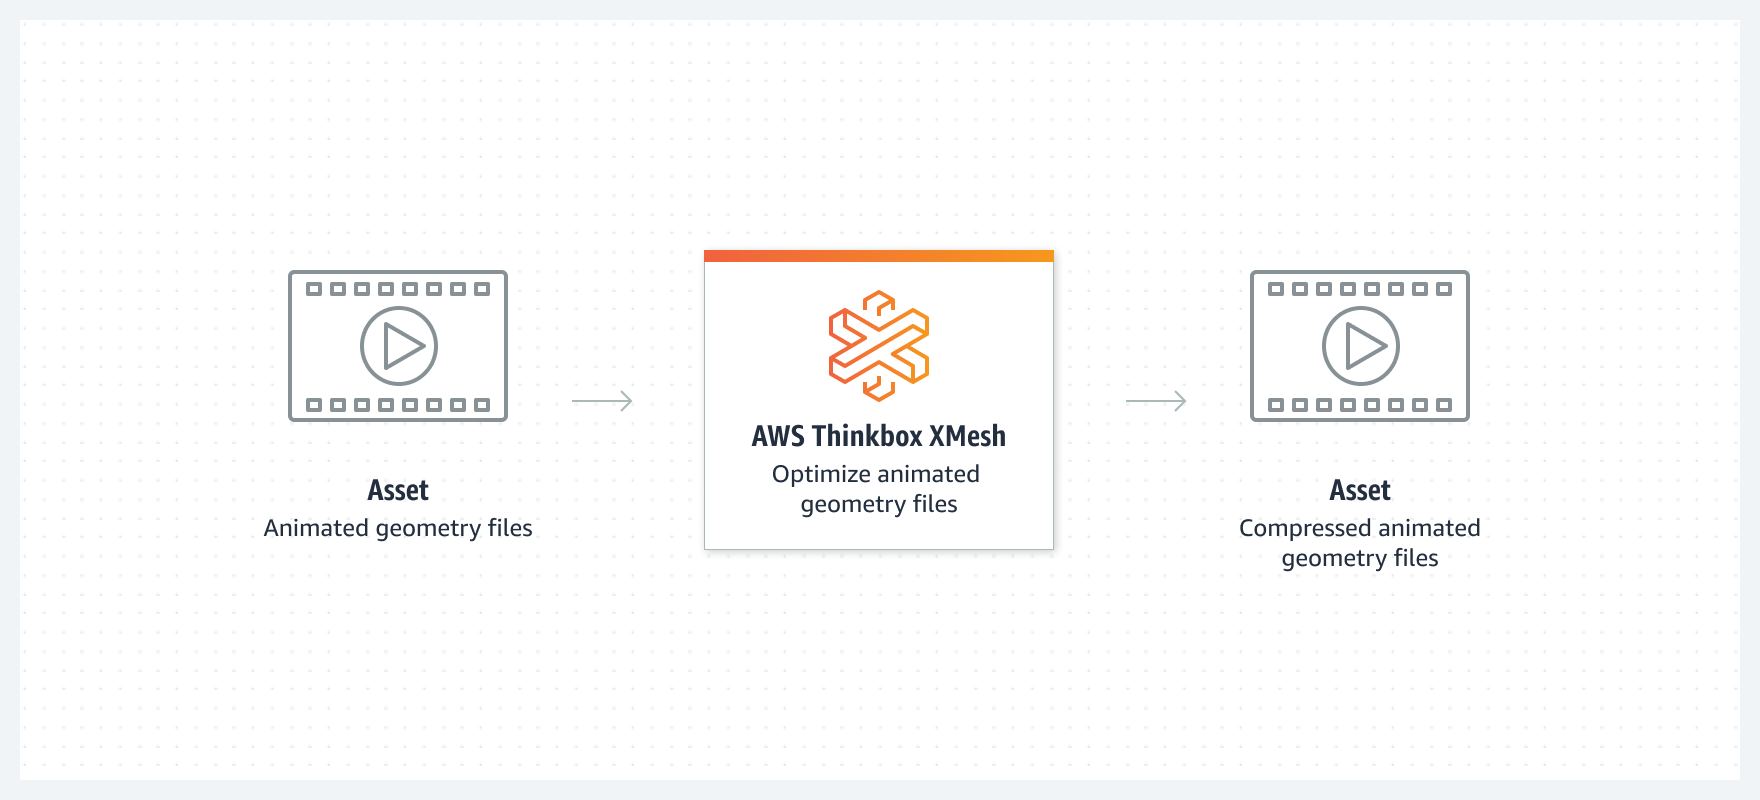 Asset
Animated geometry files
AWS Thinkbox XMesh
Optimize animated
geometry files
Asset
Compressed animated
geometry files